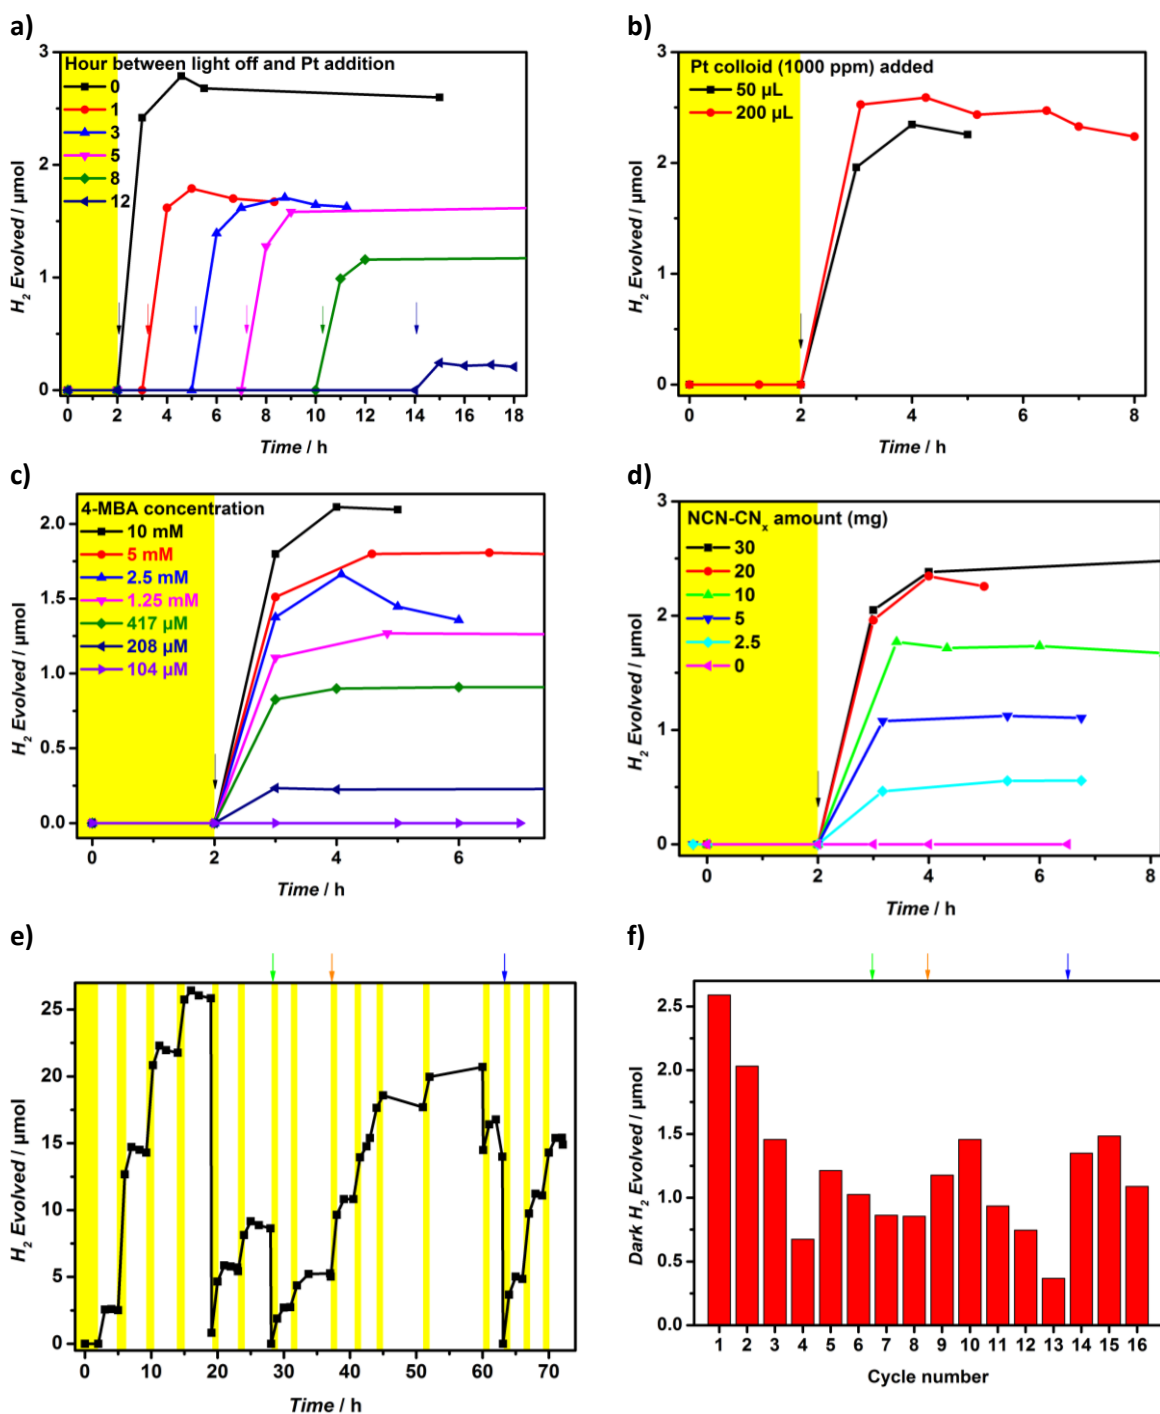 a)
Hour between light off and Pt addition
0
1
3
5
8
12
3
2
1
0
H2 Evolved / μmol
0 2 4 6 8 10 12 14 16 18
Time / h
b)
Pt colloid (1000 ppm) added
50 μL
200 μL
3
2
1
0
H2 Evolved / μmol
0 2 4 6 8
Time / h
c)
4-MBA concentration
10 mM
5 mM
2.5 mM
1.25 mM
417 μM
208 μM
104 μM
2.0
1.5
1.0
0.5
0.0
H2 Evolved / μmol
0 2 4 6
Time / h
d)
NCN-CNx amount (mg)
30
20
10
5
2.5
0
3
2
1
0
H2 Evolved / μmol
0 2 4 6 8
Time / h
e)
25
20
15
10
5
0
H2 Evolved / μmol
0 10 20 30 40 50 60 70
Time / h
f)
2.5
2.0
1.5
1.0
0.5
0.0
Dark H2 Evolved / μmol
1 2 3 4 5 6 7 8 9 10 11 12 13 14 15 16
Cycle number